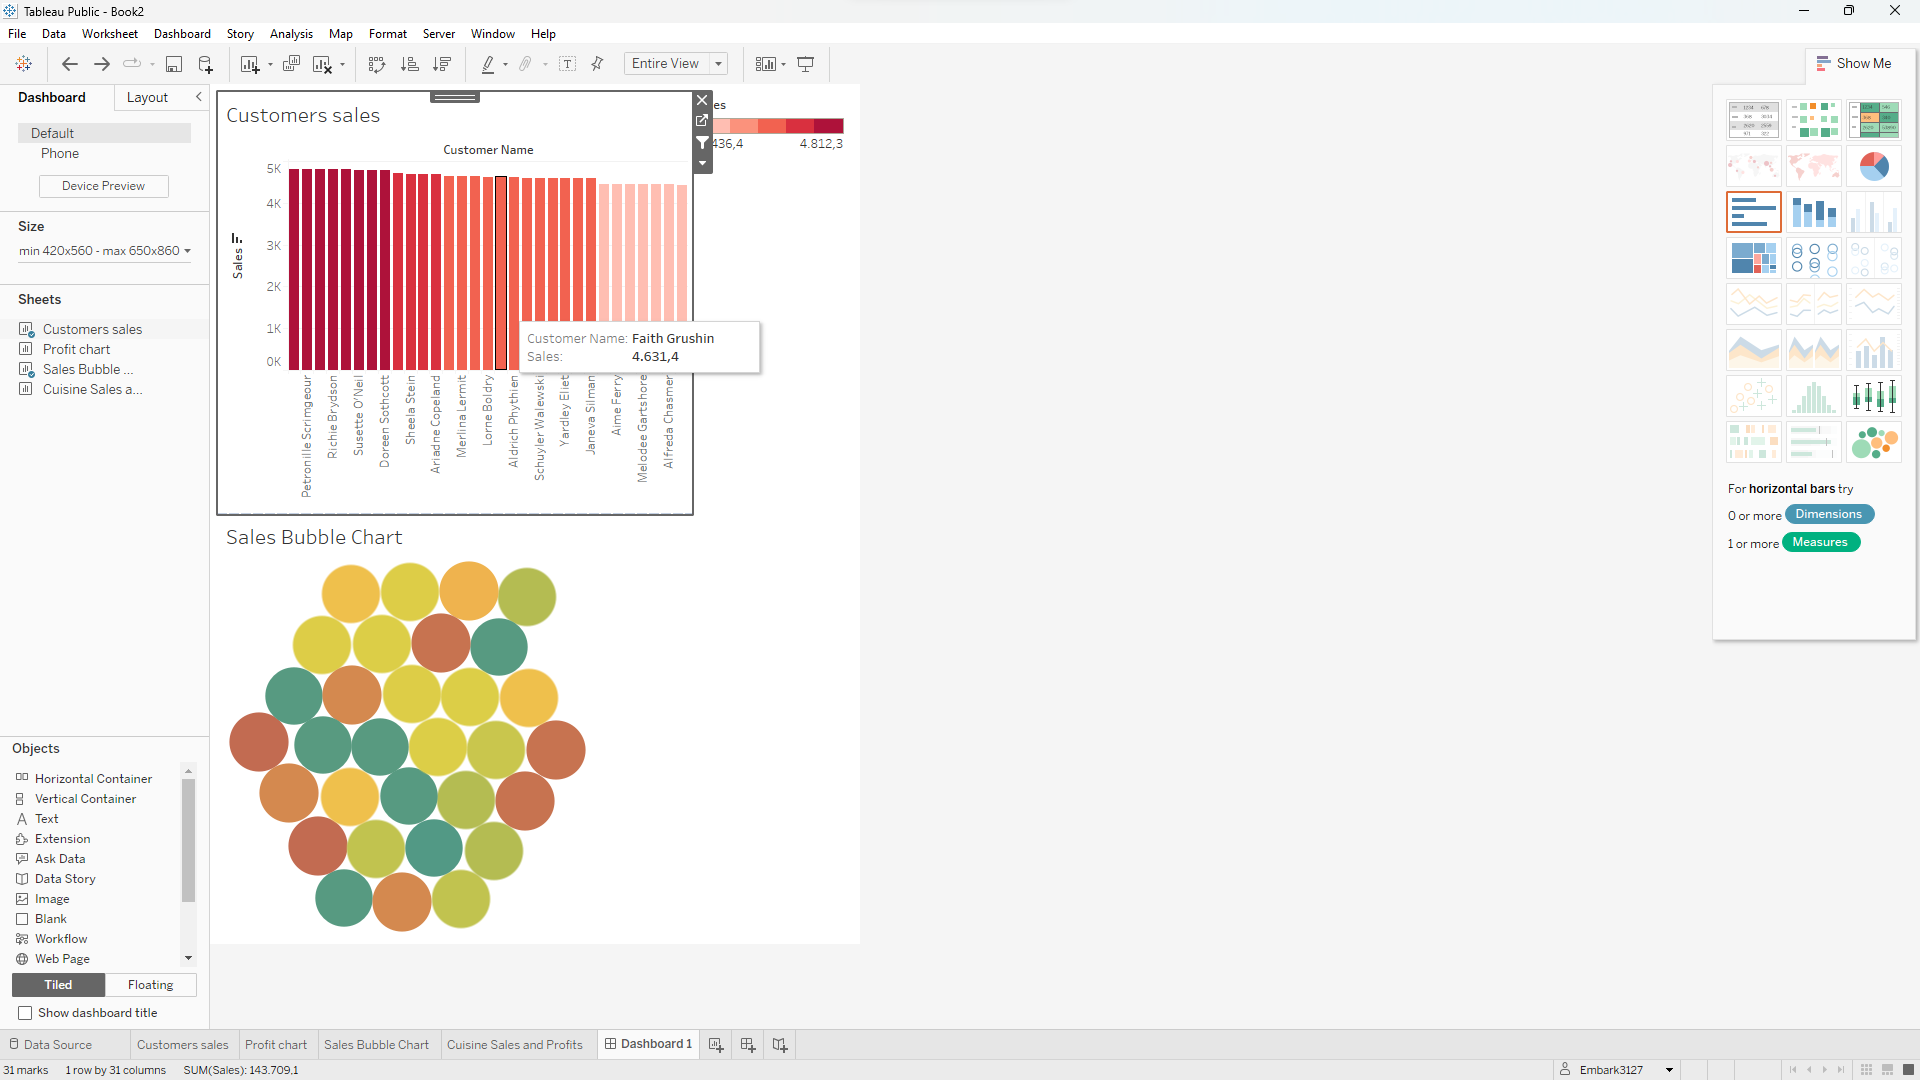 Tableau Public - Book2
File Data Worksheet Dashboard Story Analysis Map Format Server Window Help
Entire View
Show Me
Dashboard Layout
Default
Phone
Device Preview
Size
min 420x560 - max 650x860
Sheets
Customers sales
Profit chart
Sales Bubble ...
Cuisine Sales a...
Objects
Horizontal Container
Vertical Container
Text
Extension
Ask Data
Data Story
Image
Blank
Workflow
Web Page
Tiled Floating
Show dashboard title
Customers sales
Customer Name
5K
4K
3K
2K
1K
0K
Sales
Petronille Scrimgeour
Richie Brydson
Susette O'Neil
Doreen Sothcott
Sheela Stein
Ariadne Copeland
Merlina Lermit
Lorne Boldry
Aldrich Phythien
Schuyler Walewski
Yardley Eliet
Janeva Silman
Aime Ferry
Melodee Gartshore
Alfreda Chasmer
Customer Name: Faith Grushin
Sales: 4.631,4
es
436,4 4.812,3
Sales Bubble Chart
For horizontal bars try
0 or more Dimensions
1 or more Measures
Data Source Customers sales Profit chart Sales Bubble Chart Cuisine Sales and Profits Dashboard 1
31 marks 1 row by 31 columns SUM(Sales): 143.709,1
Embark3127